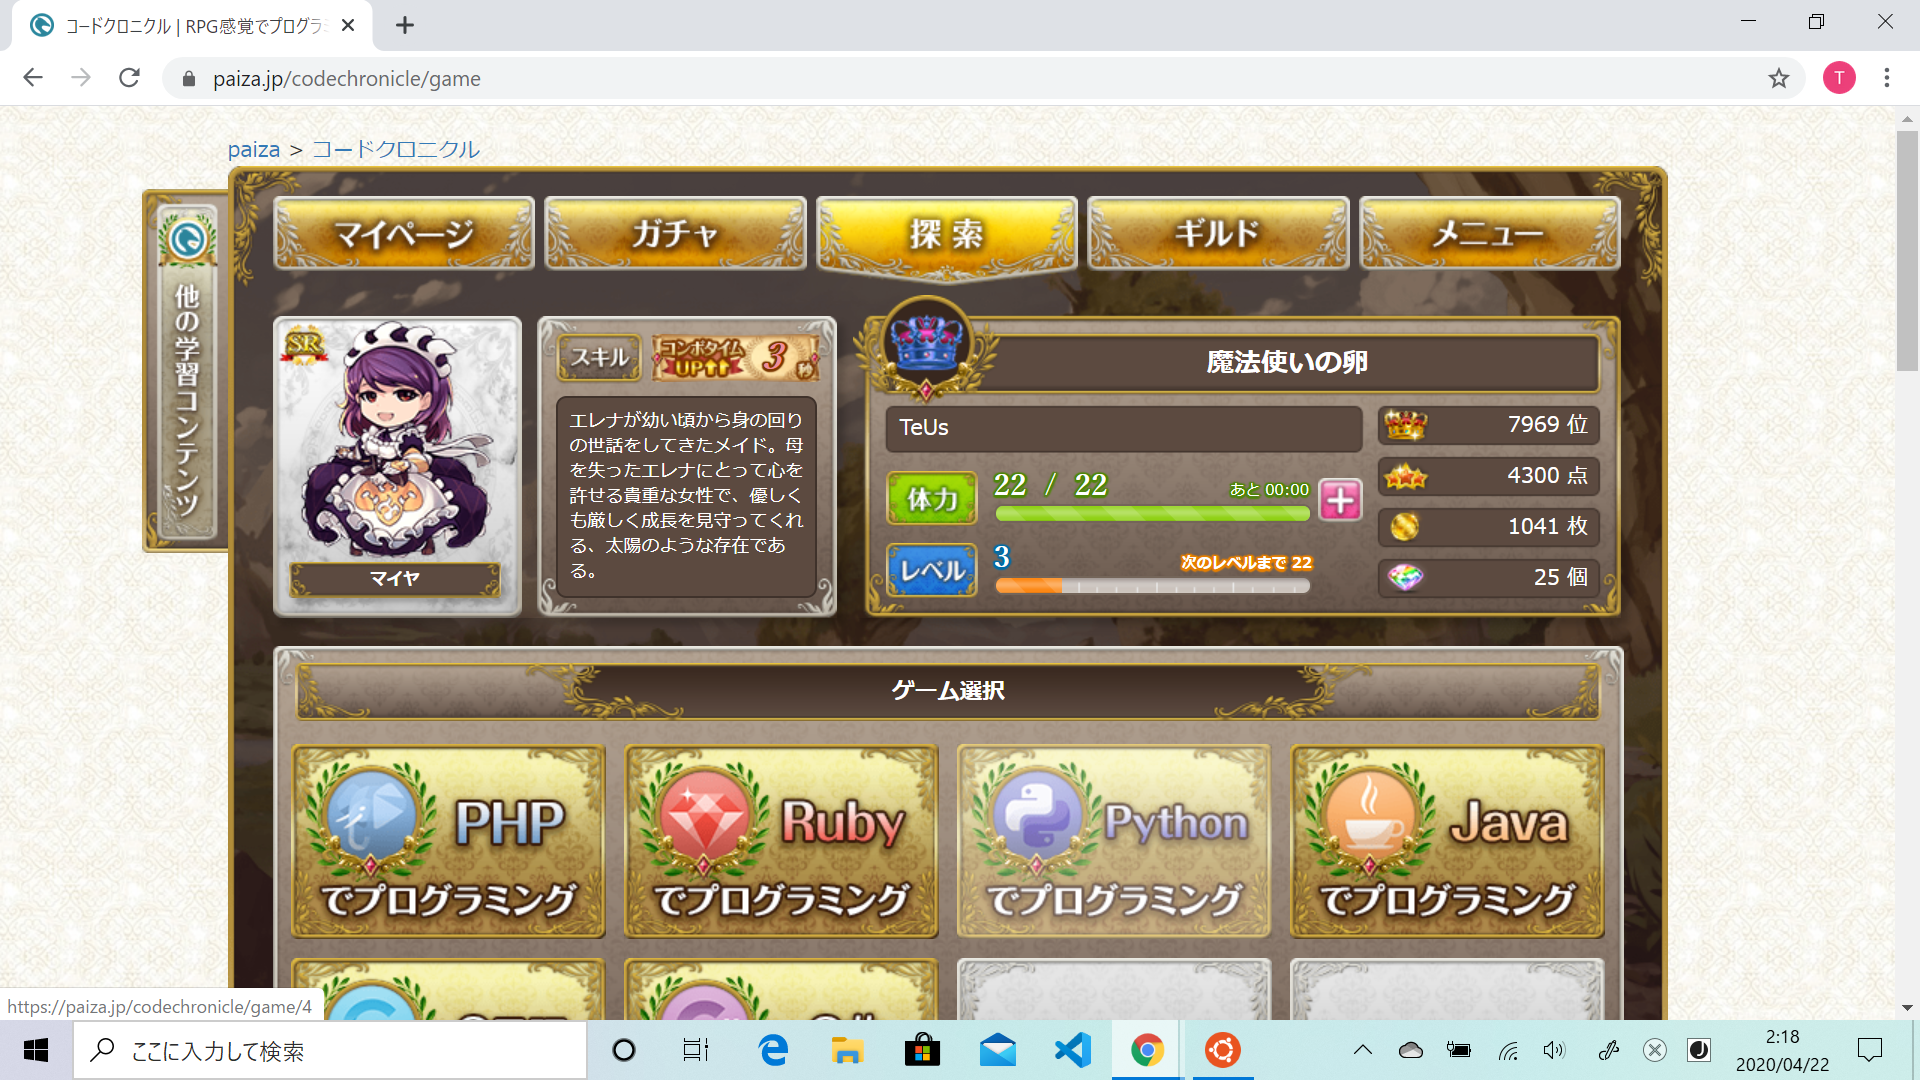 コードクロニクル | RPG感覚でプログラ
paiza.jp/codechronicle/game
T
paiza > コードクロニクル
他の学習コンテンツ
マイページ
ガチャ
探索
ギルド
メニュー
SR
マイヤ
スキル
コンボタイムUP 3秒
エレナが幼い頃から身の回り
の世話をしてきたメイド。母
を失ったエレナにとって心を
許せる貴重な女性で、優しく
も厳しく成長を見守ってくれ
る、太陽のような存在であ
る。
魔法使いの卵
TeUs
体力
22 / 22
あと 00:00
レベル
3
次のレベルまで 22
7969 位
4300 点
1041 枚
25 個
ゲーム選択
PHP
でプログラミング
Ruby
でプログラミング
Python
でプログラミング
Java
でプログラミング
https://paiza.jp/codechronicle/game/4
ここに入力して検索
2:18
2020/04/22